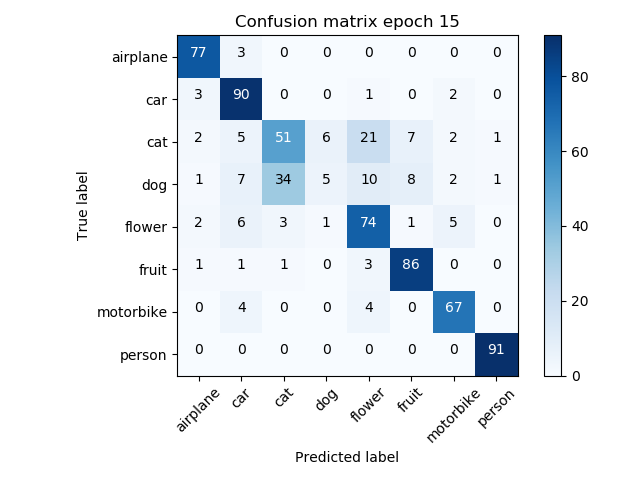 Confusion matrix epoch 15
airplane 77 3 0 0 0 0 0 0
car 3 90 0 0 1 0 2 0
cat 2 5 51 6 21 7 2 1
dog 1 7 34 5 10 8 2 1
flower 2 6 3 1 74 1 5 0
fruit 1 1 1 0 3 86 0 0
motorbike 0 4 0 0 4 0 67 0
person 0 0 0 0 0 0 0 91
airplane car cat dog flower fruit motorbike person
True label
Predicted label
80
60
40
20
0